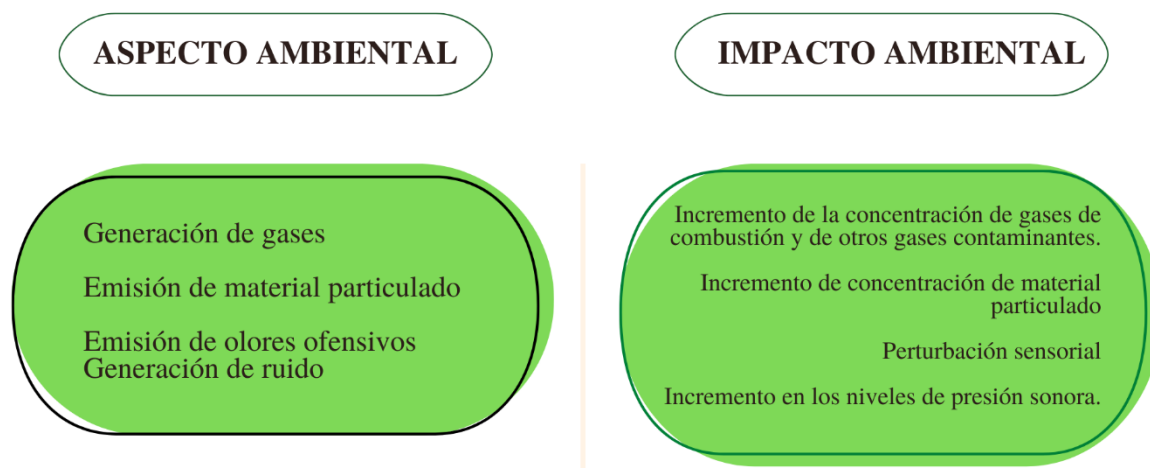 ASPECTO AMBIENTAL
IMPACTO AMBIENTAL
Generación de gases
Emisión de material particulado
Emisión de olores ofensivos
Generación de ruido
Incremento de la concentración de gases de
combustión y de otros gases contaminantes.
Incremento de concentración de material
particulado
Perturbación sensorial
Incremento en los niveles de presión sonora.